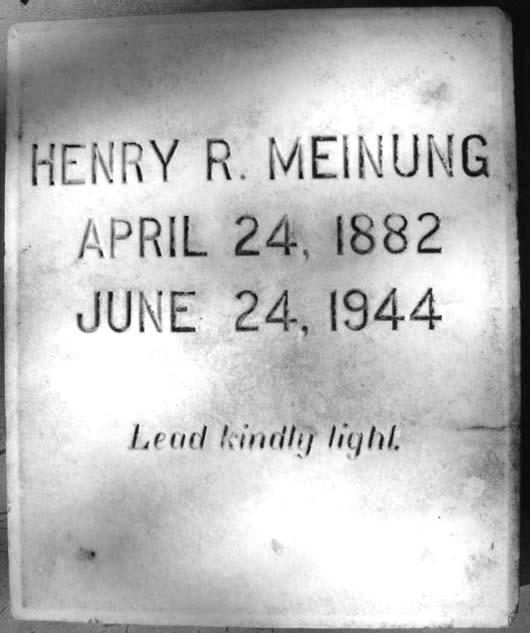 HENRY R. MEINUNG
APRIL 24, 1882
JUNE 24, 1944
Lead kindly light.